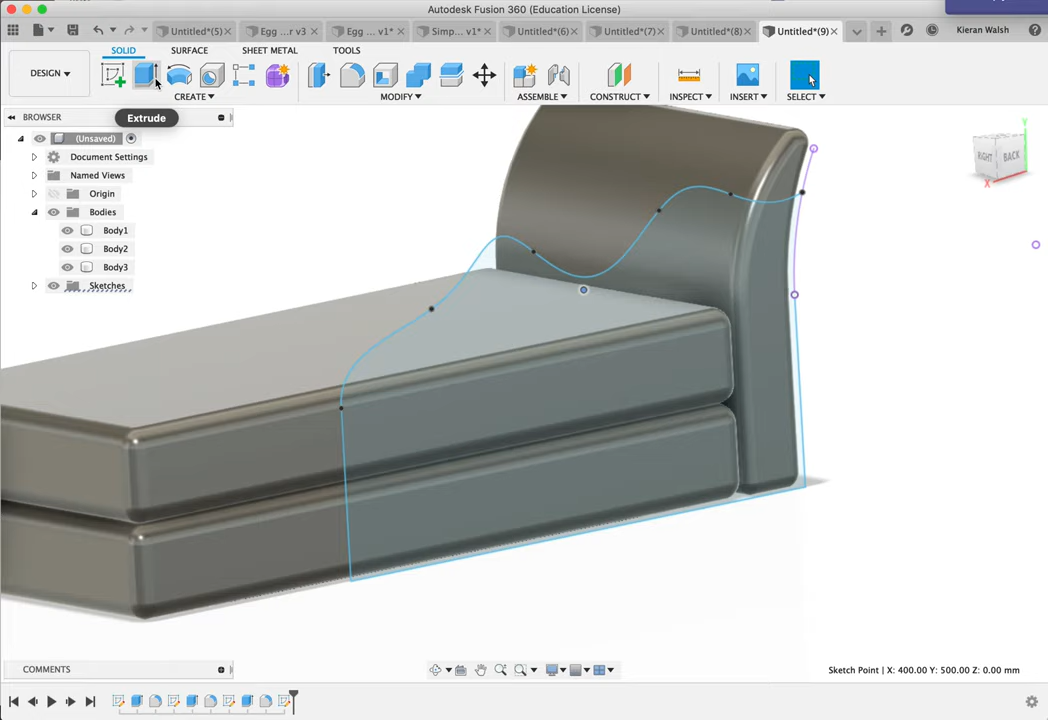 Autodesk Fusion 360 (Education License)
Untitled*(5)
Egg ...r v3
Egg ... v1*
Simp... v1*
Untitled*(6)
Untitled*(7)
Untitled*(8)
Untitled*(9)
Kieran Walsh
SOLID
SURFACE
SHEET METAL
TOOLS
DESIGN
CREATE
MODIFY
ASSEMBLE
CONSTRUCT
INSPECT
INSERT
SELECT
BROWSER
Extrude
(Unsaved)
Document Settings
Named Views
Origin
Bodies
Body1
Body2
Body3
Sketches
Y
RIGHT
BACK
X
COMMENTS
Sketch Point | X: 400.00 Y: 500.00 Z: 0.00 mm